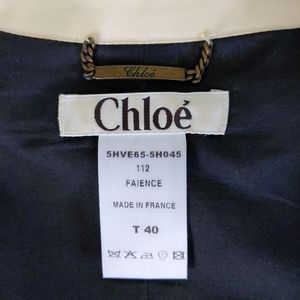 Chloé
Chloé
5HVE65-5H045
112
FAIENCE
MADE IN FRANCE
T 40